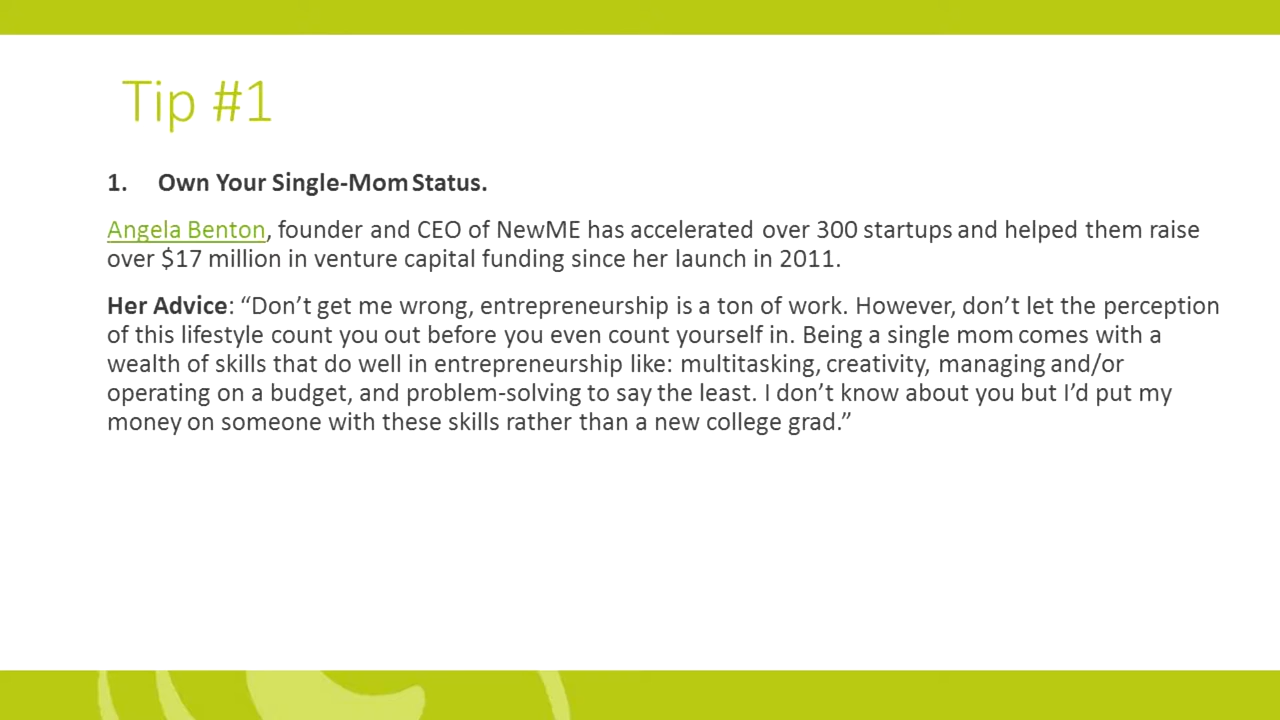 Tip #1
1. Own Your Single-Mom Status.
Angela Benton, founder and CEO of NewME has accelerated over 300 startups and helped them raise
over $17 million in venture capital funding since her launch in 2011.
Her Advice: “Don’t get me wrong, entrepreneurship is a ton of work. However, don’t let the perception
of this lifestyle count you out before you even count yourself in. Being a single mom comes with a
wealth of skills that do well in entrepreneurship like: multitasking, creativity, managing and/or
operating on a budget, and problem-solving to say the least. I don’t know about you but I’d put my
money on someone with these skills rather than a new college grad.”